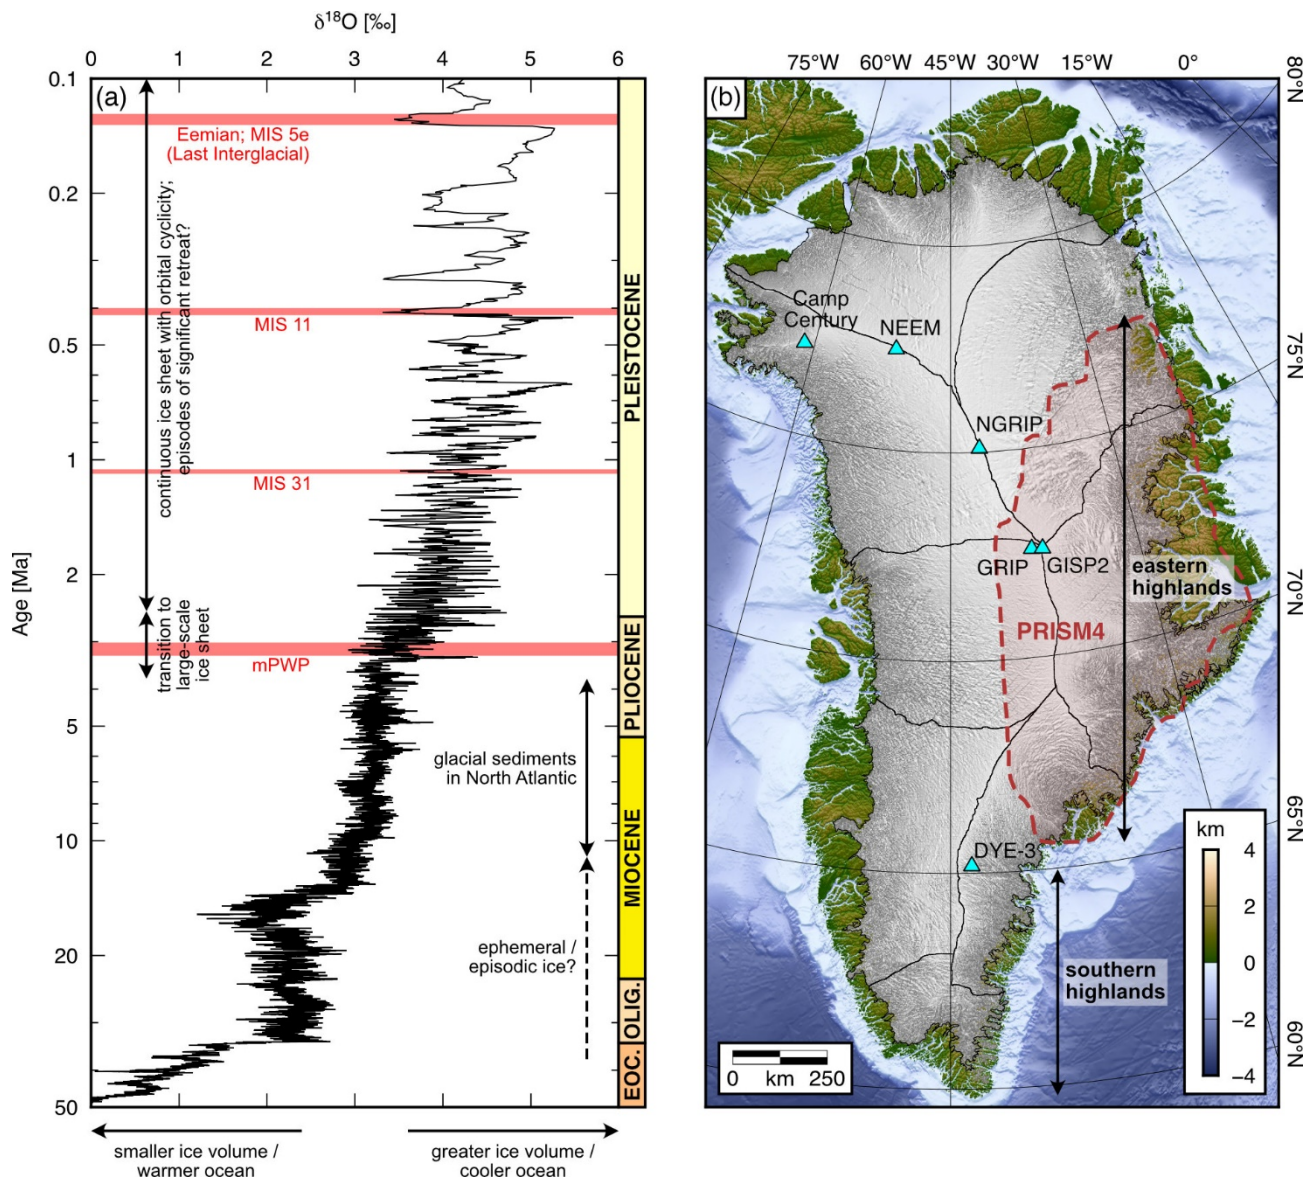 δ18O [‰]
0 1 2 3 4 5 6
0.1
0.2
0.5
1
2
5
10
20
50
Age [Ma]
(a)
Eemian; MIS 5e
(Last Interglacial)
MIS 11
MIS 31
mPWP
continuous ice sheet with orbital cyclicity;
episodes of significant retreat?
transition to
large-scale
ice sheet
glacial sediments
in North Atlantic
ephemeral /
episodic ice?
PLEISTOCENE
PLIOCENE
MIOCENE
OLIG.
EOC.
smaller ice volume /
warmer ocean
greater ice volume /
cooler ocean
75°W 60°W 45°W 30°W 15°W 0°
80°N
75°N
70°N
65°N
60°N
(b)
Camp
Century
NEEM
NGRIP
GRIP
GISP2
eastern
highlands
PRISM4
DYE-3
southern
highlands
km
4
2
0
−2
−4
0 km 250